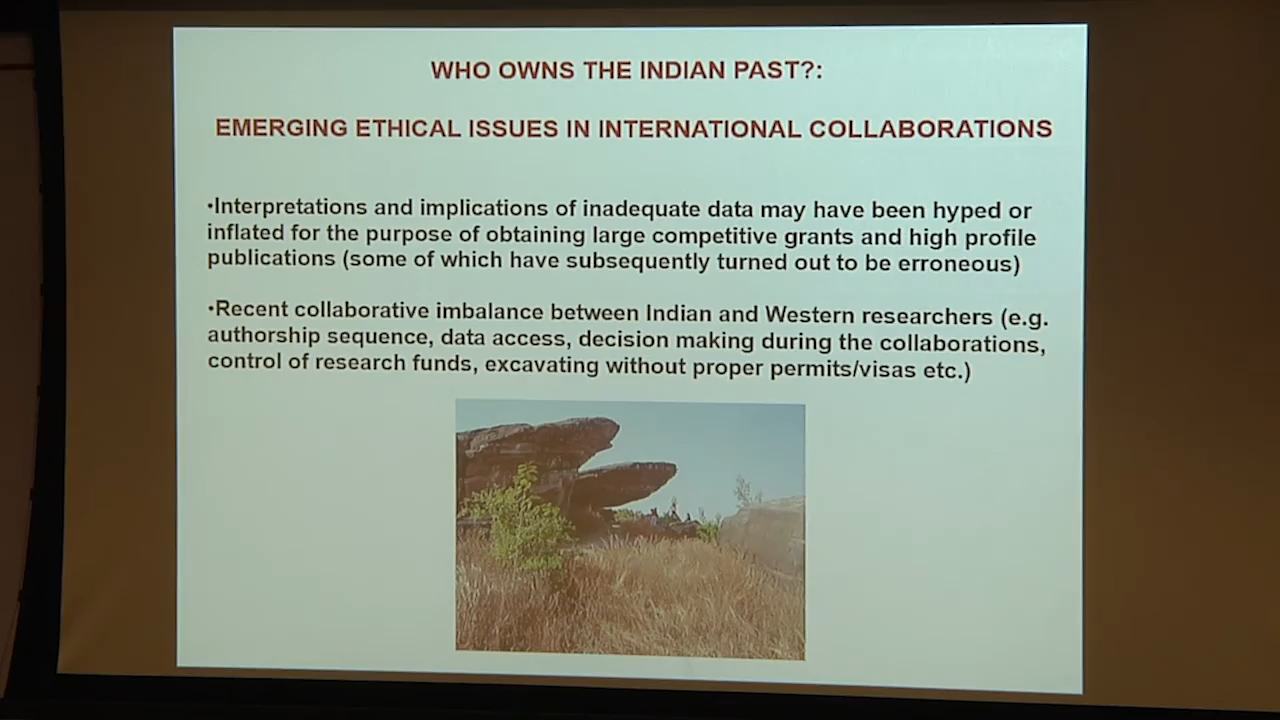 WHO OWNS THE INDIAN PAST?:
EMERGING ETHICAL ISSUES IN INTERNATIONAL COLLABORATIONS
•Interpretations and implications of inadequate data may have been hyped or
inflated for the purpose of obtaining large competitive grants and high profile
publications (some of which have subsequently turned out to be erroneous)
•Recent collaborative imbalance between Indian and Western researchers (e.g.
authorship sequence, data access, decision making during the collaborations,
control of research funds, excavating without proper permits/visas etc.)